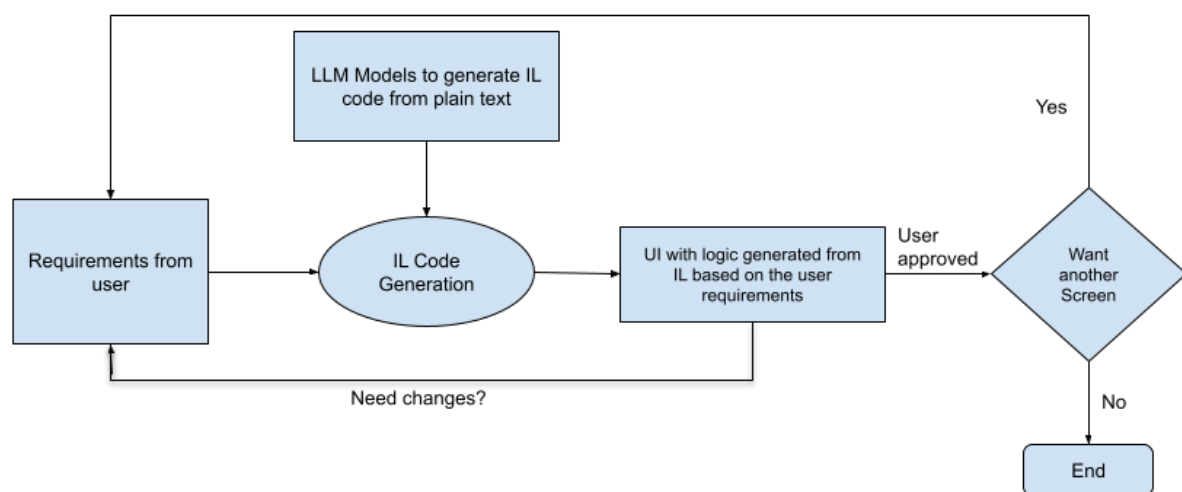 LLM Models to generate IL
code from plain text
Yes
Requirements from
user
IL Code
Generation
UI with logic generated from
IL based on the user
requirements
User
approved
Want
another
Screen
Need changes?
No
End